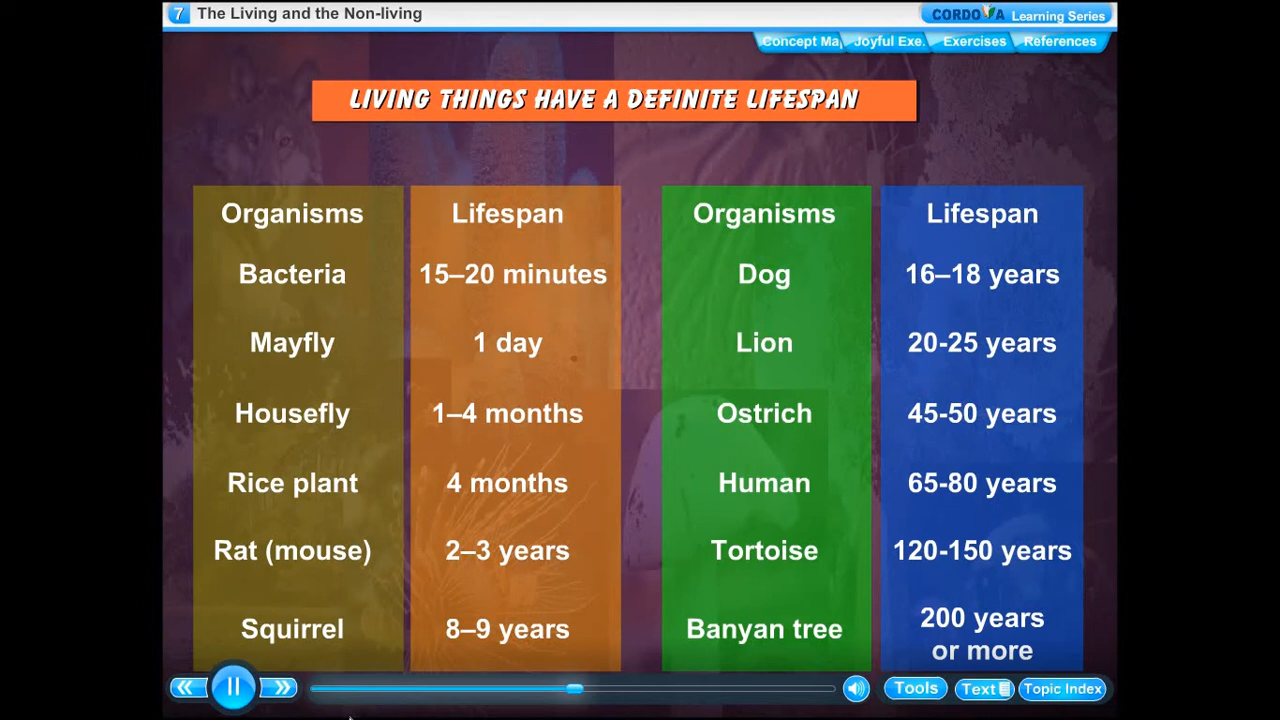 7 The Living and the Non-living
CORDOVA Learning Series
Concept Ma Joyful Exe. Exercises References
LIVING THINGS HAVE A DEFINITE LIFESPAN
Organisms Lifespan Organisms Lifespan
Bacteria 15–20 minutes Dog 16–18 years
Mayfly 1 day Lion 20-25 years
Housefly 1–4 months Ostrich 45-50 years
Rice plant 4 months Human 65-80 years
Rat (mouse) 2–3 years Tortoise 120-150 years
Squirrel 8–9 years Banyan tree 200 years
or more
Tools Text Topic Index